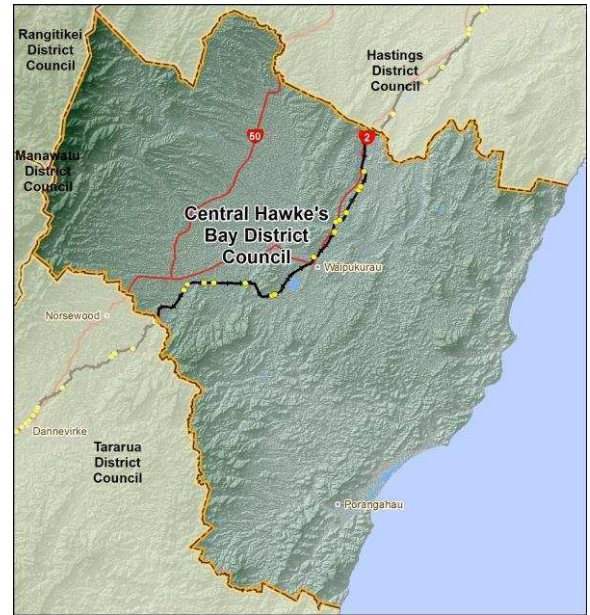 Rangitikei
District
Council
Hastings
District
Council
Manawatu
District
Council
50
2
Central Hawke's
Bay District
Council
Waipukurau
Norsewood
Dannevirke
Tararua
District
Council
Porangahau